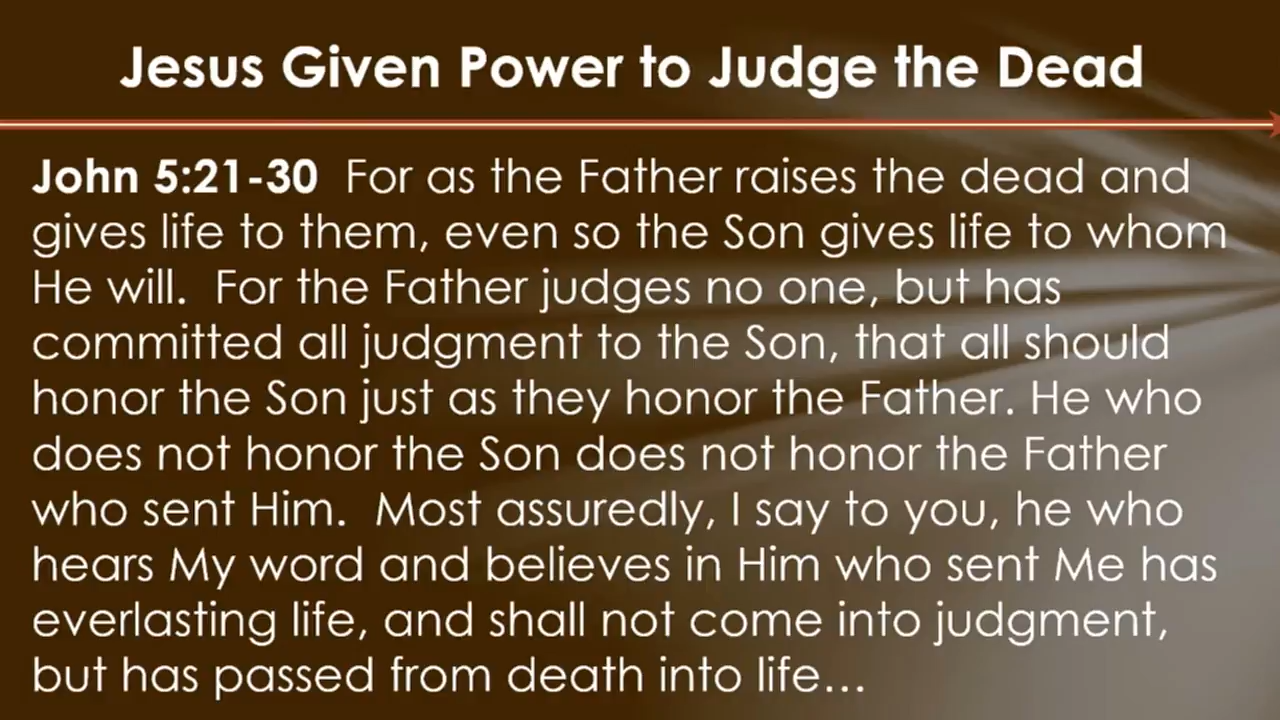 Jesus Given Power to Judge the Dead
John 5:21-30  For as the Father raises the dead and
gives life to them, even so the Son gives life to whom
He will.  For the Father judges no one, but has
committed all judgment to the Son, that all should
honor the Son just as they honor the Father. He who
does not honor the Son does not honor the Father
who sent Him.  Most assuredly, I say to you, he who
hears My word and believes in Him who sent Me has
everlasting life, and shall not come into judgment,
but has passed from death into life...